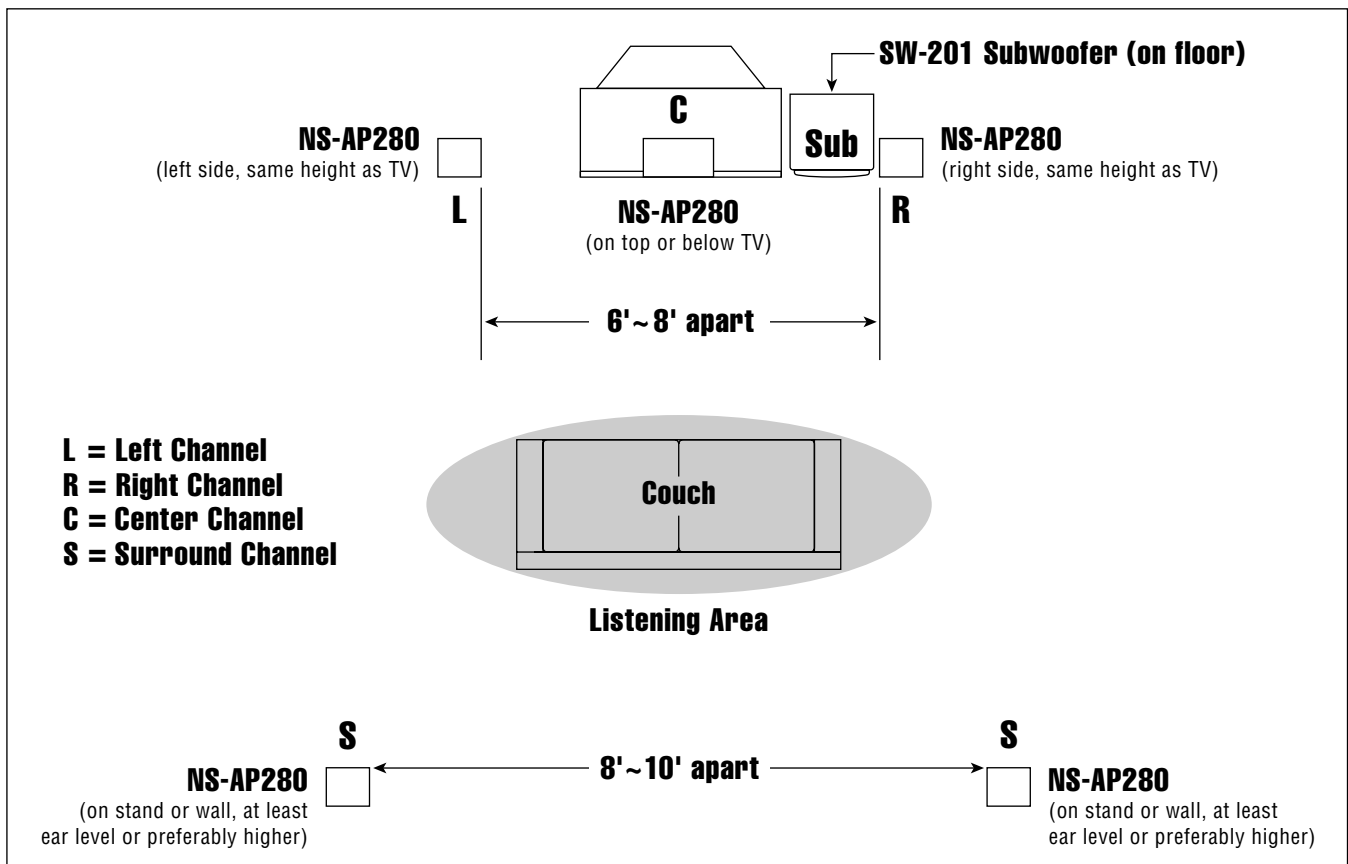 SW-201 Subwoofer (on floor)
C
Sub
NS-AP280
(left side, same height as TV)
NS-AP280
(right side, same height as TV)
L
NS-AP280
(on top or below TV)
R
6'~8' apart
L = Left Channel
R = Right Channel
C = Center Channel
S = Surround Channel
Couch
Listening Area
S
S
8'~10' apart
NS-AP280
(on stand or wall, at least
ear level or preferably higher)
NS-AP280
(on stand or wall, at least
ear level or preferably higher)